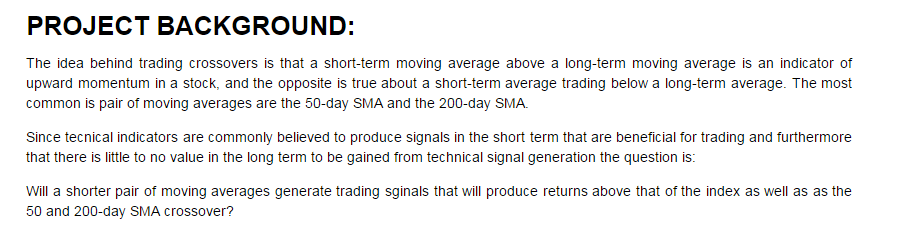 PROJECT BACKGROUND:
The idea behind trading crossovers is that a short-term moving average above a long-term moving average is an indicator of
upward momentum in a stock, and the opposite is true about a short-term average trading below a long-term average. The most
common is pair of moving averages are the 50-day SMA and the 200-day SMA.
Since tecnical indicators are commonly believed to produce signals in the short term that are beneficial for trading and furthermore
that there is little to no value in the long term to be gained from technical signal generation the question is:
Will a shorter pair of moving averages generate trading sginals that will produce returns above that of the index as well as as the
50 and 200-day SMA crossover?